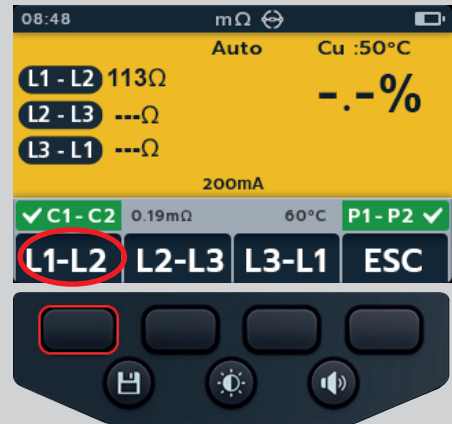 08:48 mΩ
Auto Cu :50°C
L1 - L2 113Ω
-.-%
L2 - L3 ---Ω
L3 - L1 ---Ω
200mA
✓ C1 - C2 0.19mΩ 60°C P1 - P2 ✓
L1-L2 L2-L3 L3-L1 ESC